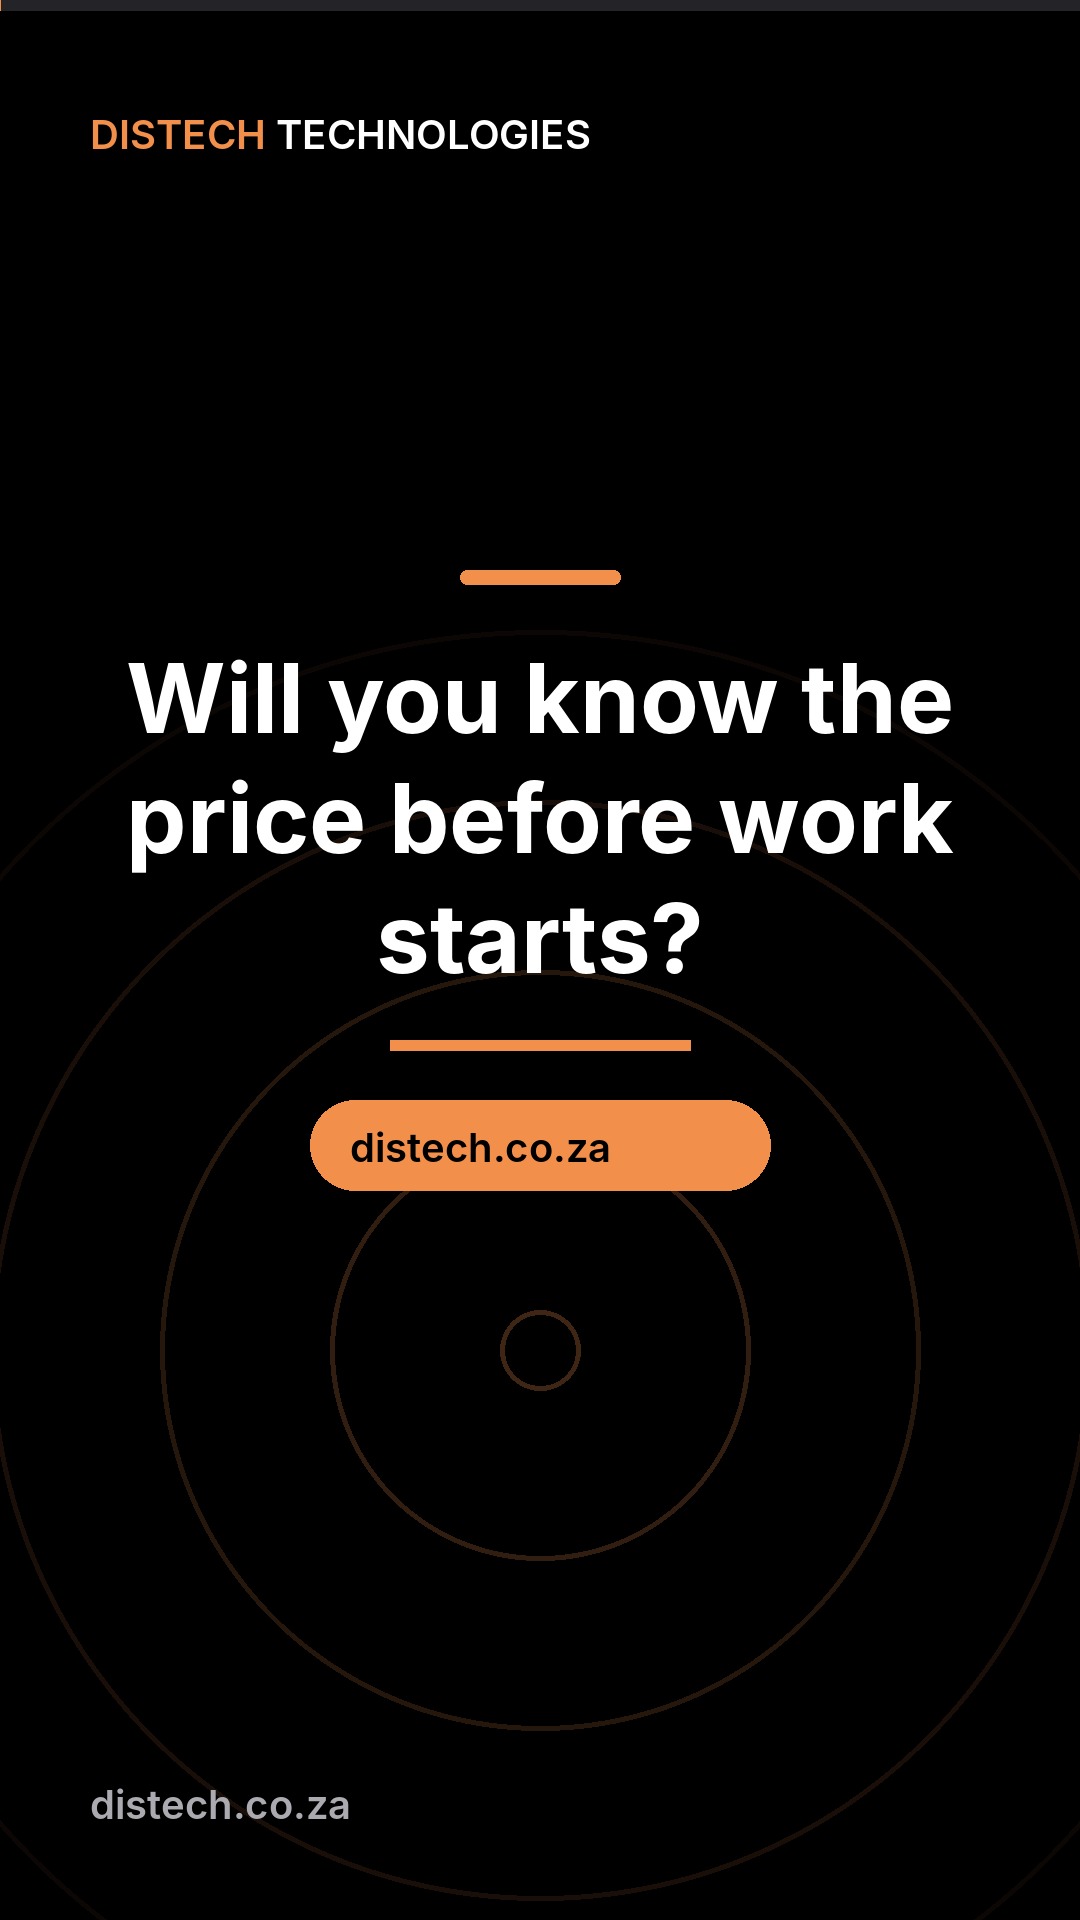 DISTECH TECHNOLOGIES
Will you know the
price before work
starts?
distech.co.za
distech.co.za